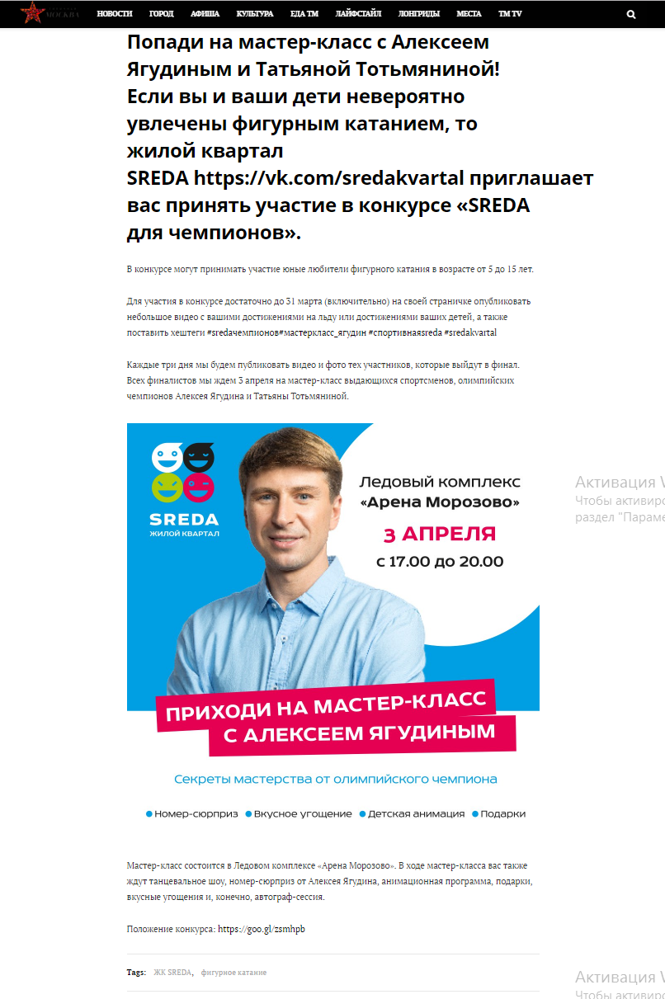 МОСКВА
НОВОСТИ ГОРОД АФИША КУЛЬТУРА ЕДА ТМ ЛАЙФСТАЙЛ ЛОНГРИДЫ МЕСТА TM TV
Попади на мастер-класс с Алексеем
Ягудиным и Татьяной Тотьмяниной!
Если вы и ваши дети невероятно
увлечены фигурным катанием, то
жилой квартал
SREDA https://vk.com/sredakvartal приглашает
вас принять участие в конкурсе «SREDA
для чемпионов».
В конкурсе могут принимать участие юные любители фигурного катания в возрасте от 5 до 15 лет.
Для участия в конкурсе достаточно до 31 марта (включительно) на своей страничке опубликовать
небольшое видео с вашими достижениями на льду или достижениями ваших детей, а также
поставить хештеги #sredaчемпионов#мастеркласс_ягудин #спортивнаяsreda #sredakvartal
Каждые три дня мы будем публиковать видео и фото тех участников, которые выйдут в финал.
Всех финалистов мы ждем 3 апреля на мастер-класс выдающихся спортсменов, олимпийских
чемпионов Алексея Ягудина и Татьяны Тотьмяниной.
SREDA
ЖИЛОЙ КВАРТАЛ
Ледовый комплекс
«Арена Морозово»
3 АПРЕЛЯ
с 17.00 до 20.00
Активация
Чтобы активиро
раздел "Параме
ПРИХОДИ НА МАСТЕР-КЛАСС
С АЛЕКСЕЕМ ЯГУДИНЫМ
Секреты мастерства от олимпийского чемпиона
Номер-сюрприз Вкусное угощение Детская анимация Подарки
Мастер-класс состоится в Ледовом комплексе «Арена Морозово». В ходе мастер-класса вас также
ждут танцевальное шоу, номер-сюрприз от Алексея Ягудина, анимационная программа, подарки,
вкусные угощения и, конечно, автограф-сессия.
Положение конкурса: https://goo.gl/zsmhpb
Tags: ЖК SREDA, фигурное катание
Активация
Чтобы активиро